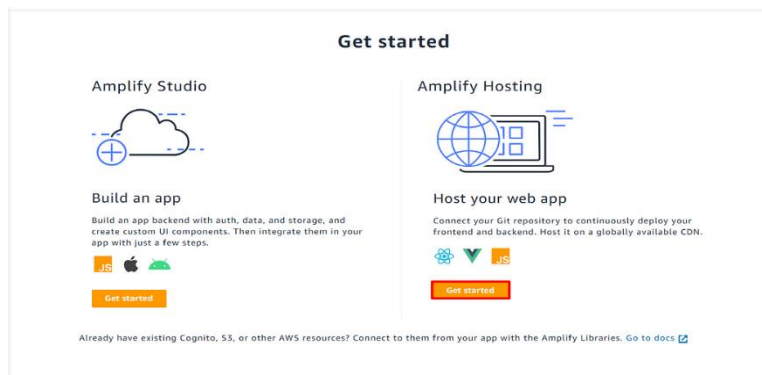 Get started
Amplify Studio
Build an app
Build an app backend with auth, data, and storage, and
create custom UI components. Then integrate them in your
app with just a few steps.
JS
Get started
Amplify Hosting
Host your web app
Connect your Git repository to continuously deploy your
frontend and backend. Host it on a globally available CDN.
JS
Get started
Already have existing Cognito, S3, or other AWS resources? Connect to them from your app with the Amplify Libraries. Go to docs